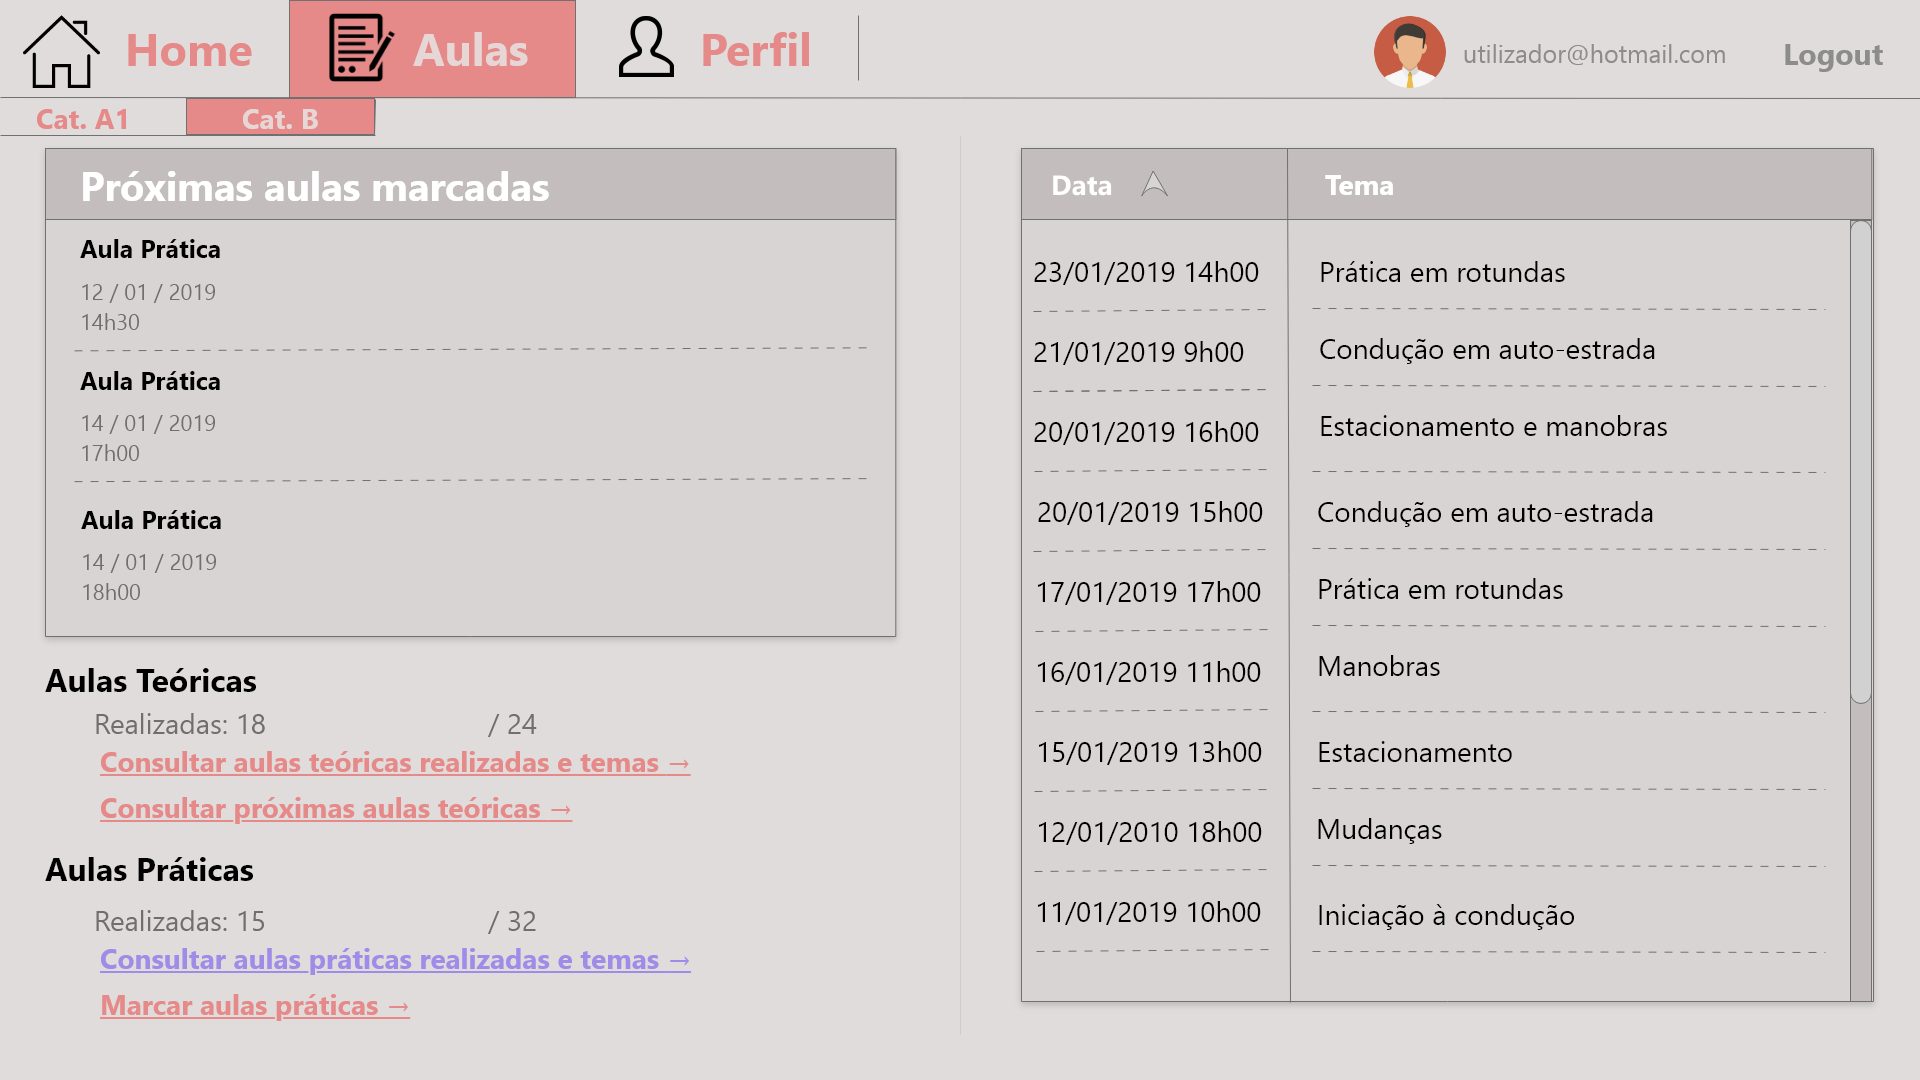 Home
Aulas
Perfil
utilizador@hotmail.com
Logout
Cat. A1
Cat. B
Próximas aulas marcadas
Aula Prática
12 / 01 / 2019
14h30
Aula Prática
14 / 01 / 2019
17h00
Aula Prática
14 / 01 / 2019
18h00
Aulas Teóricas
Realizadas: 18 / 24
Consultar aulas teóricas realizadas e temas →
Consultar próximas aulas teóricas →
Aulas Práticas
Realizadas: 15 / 32
Consultar aulas práticas realizadas e temas →
Marcar aulas práticas →
Data Tema
23/01/2019 14h00 Prática em rotundas
21/01/2019 9h00 Condução em auto-estrada
20/01/2019 16h00 Estacionamento e manobras
20/01/2019 15h00 Condução em auto-estrada
17/01/2019 17h00 Prática em rotundas
16/01/2019 11h00 Manobras
15/01/2019 13h00 Estacionamento
12/01/2010 18h00 Mudanças
11/01/2019 10h00 Iniciação à condução